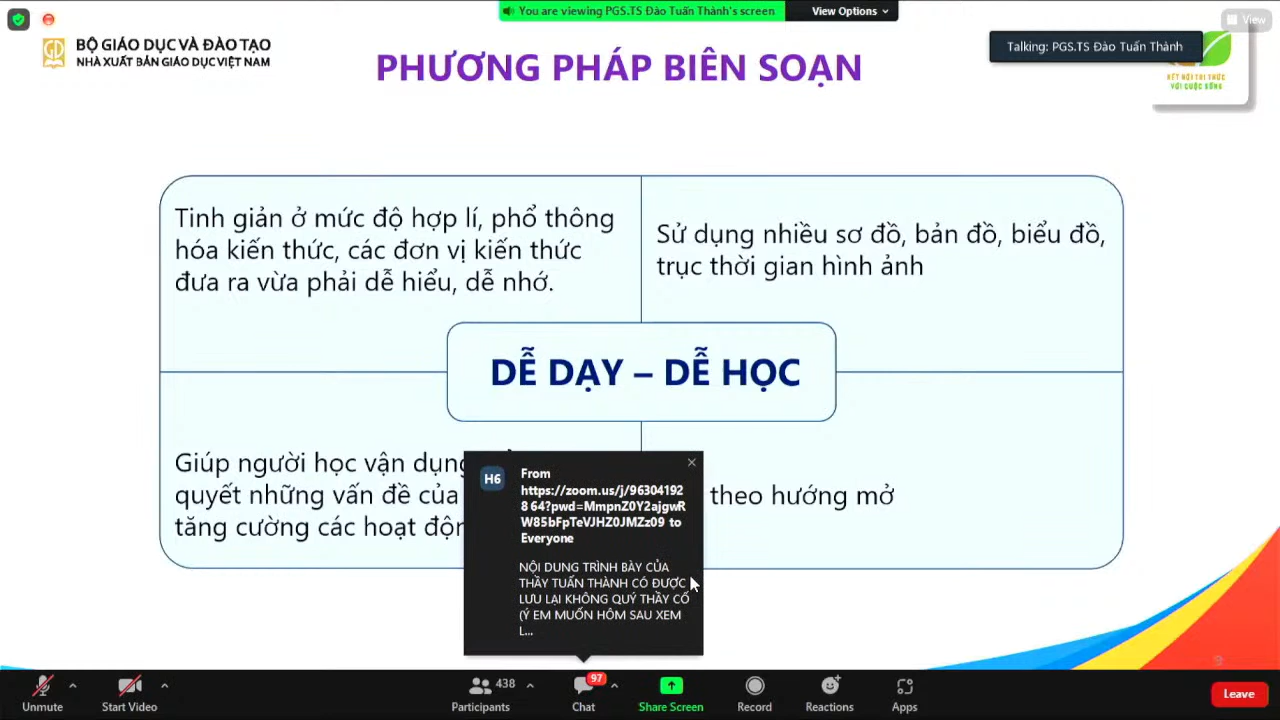 You are viewing PGS.TS Đào Tuấn Thành's screen
View Options
View
BỘ GIÁO DỤC VÀ ĐÀO TẠO
NHÀ XUẤT BẢN GIÁO DỤC VIỆT NAM
PHƯƠNG PHÁP BIÊN SOẠN
Talking: PGS.TS Đào Tuấn Thành
KẾT NỐI TRI THỨC
VỚI CUỘC SỐNG
Tinh giản ở mức độ hợp lí, phổ thông
hóa kiến thức, các đơn vị kiến thức
đưa ra vừa phải dễ hiểu, dễ nhớ.
Sử dụng nhiều sơ đồ, bản đồ, biểu đồ,
trục thời gian hình ảnh
DỄ DẠY – DỄ HỌC
Giúp người học vận dụng
quyết những vấn đề của
tăng cường các hoạt độn
theo hướng mở
H6
From
https://zoom.us/j/96304192
8 64?pwd=MmpnZ0Y2ajgwR
W85bFpTeVJHZ0JMZz09 to
Everyone
NỘI DUNG TRÌNH BÀY CỦA
THẦY TUẤN THÀNH CÓ ĐƯỢC
LƯU LẠI KHÔNG QUÝ THẦY CÔ
(Ý EM MUỐN HÔM SAU XEM
L...
9
Unmute
Start Video
438
Participants
97
Chat
Share Screen
Record
Reactions
Apps
Leave